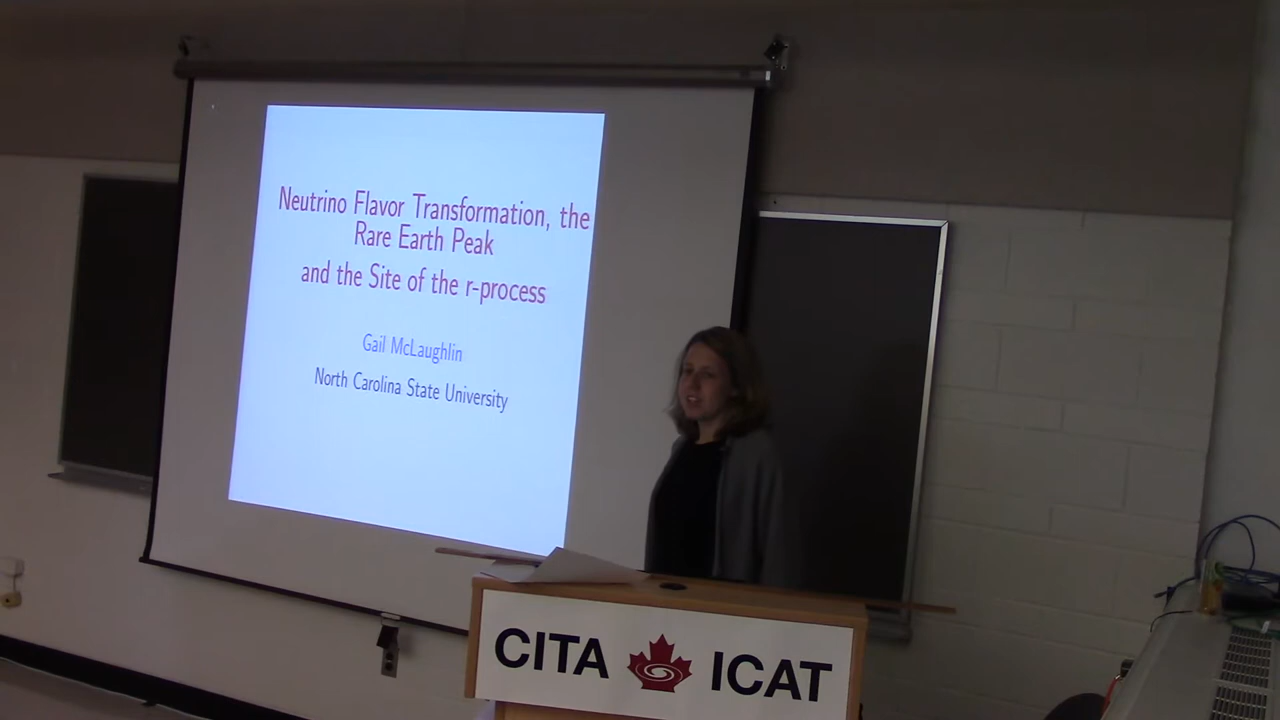 Neutrino Flavor Transformation, the
Rare Earth Peak
and the Site of the r-process
Gail McLaughlin
North Carolina State University
CITA ICAT